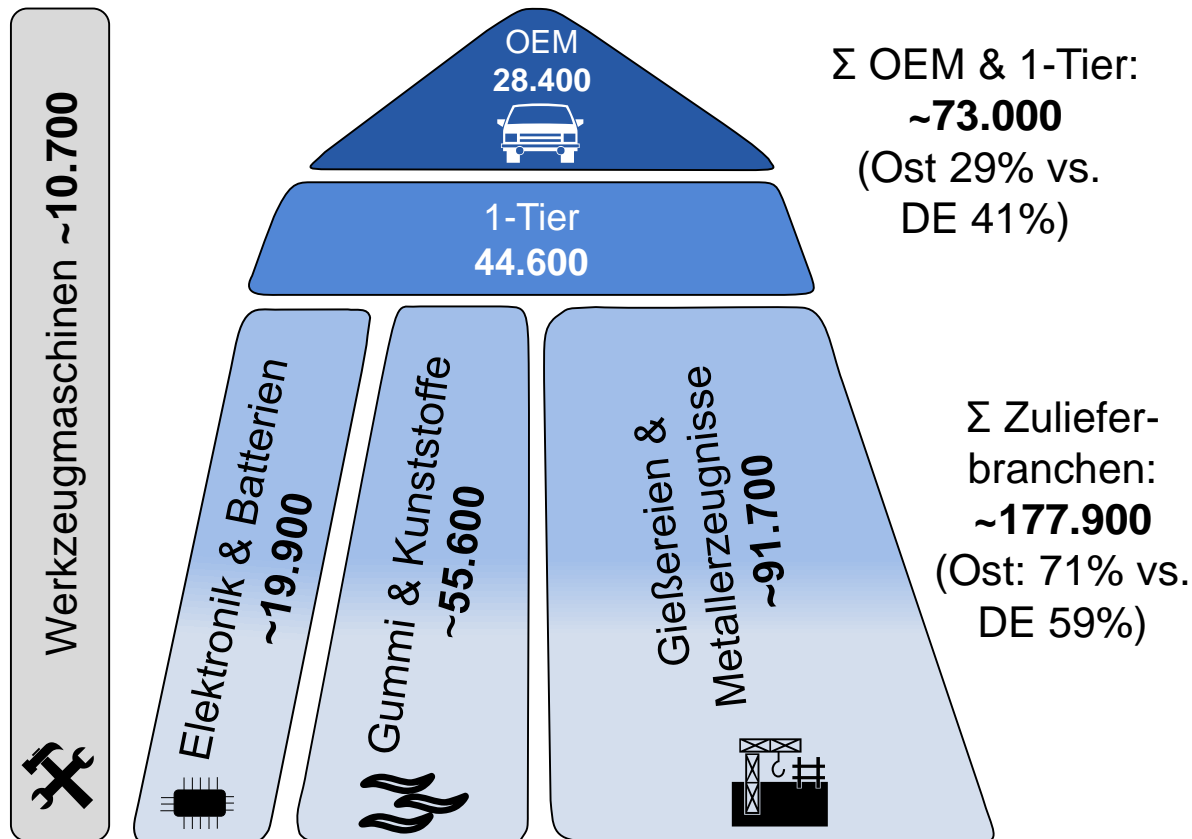 Werkzeugmaschinen ~10.700
OEM
28.400
1-Tier
44.600
Elektronik & Batterien
~19.900
Gummi & Kunststoffe
~55.600
Gießereien &
Metallerzeugnisse
~91.700
Σ OEM & 1-Tier:
~73.000
(Ost 29% vs.
DE 41%)
Σ Zuliefer-
branchen:
~177.900
(Ost: 71% vs.
DE 59%)